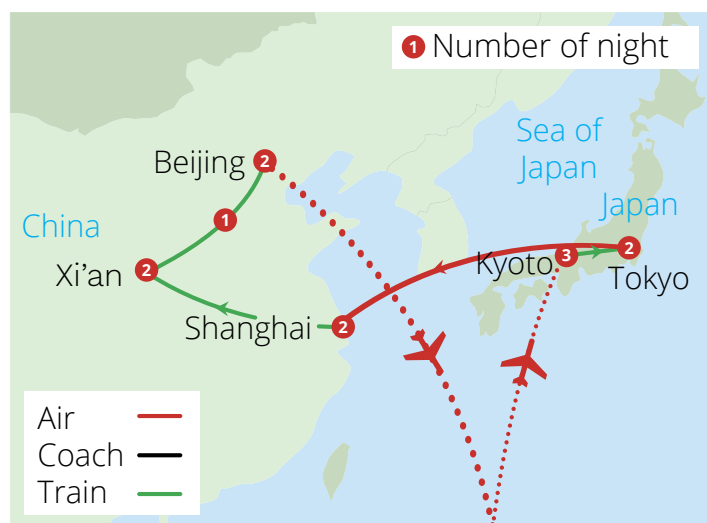 1 Number of night
Sea of
Japan
Japan
Beijing
2
1
China
Xi'an
2
Kyoto
3
2
Tokyo
Shanghai
2
Air
Coach
Train